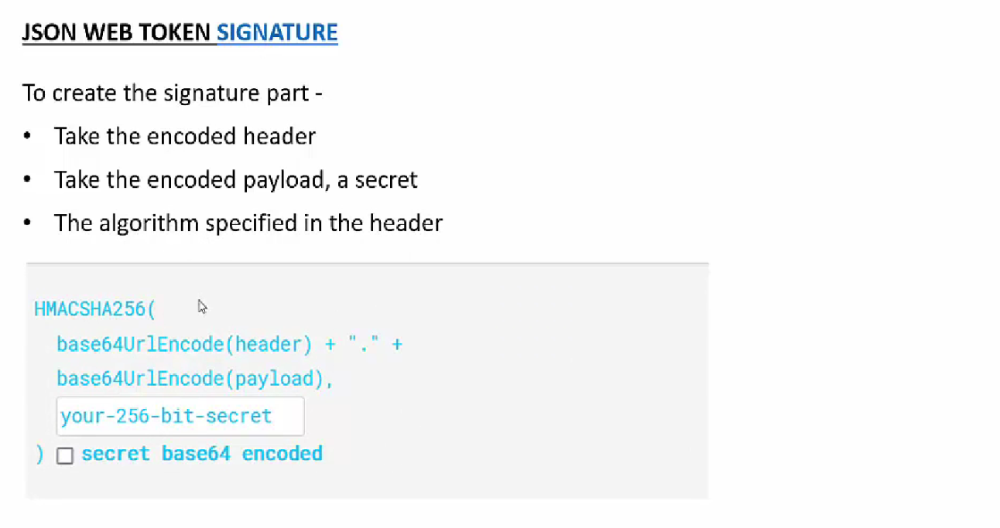 JSON WEB TOKEN SIGNATURE
To create the signature part -
• Take the encoded header
• Take the encoded payload, a secret
• The algorithm specified in the header
HMACSHA256(
base64UrlEncode(header) + "." +
base64UrlEncode(payload),
your-256-bit-secret
) secret base64 encoded